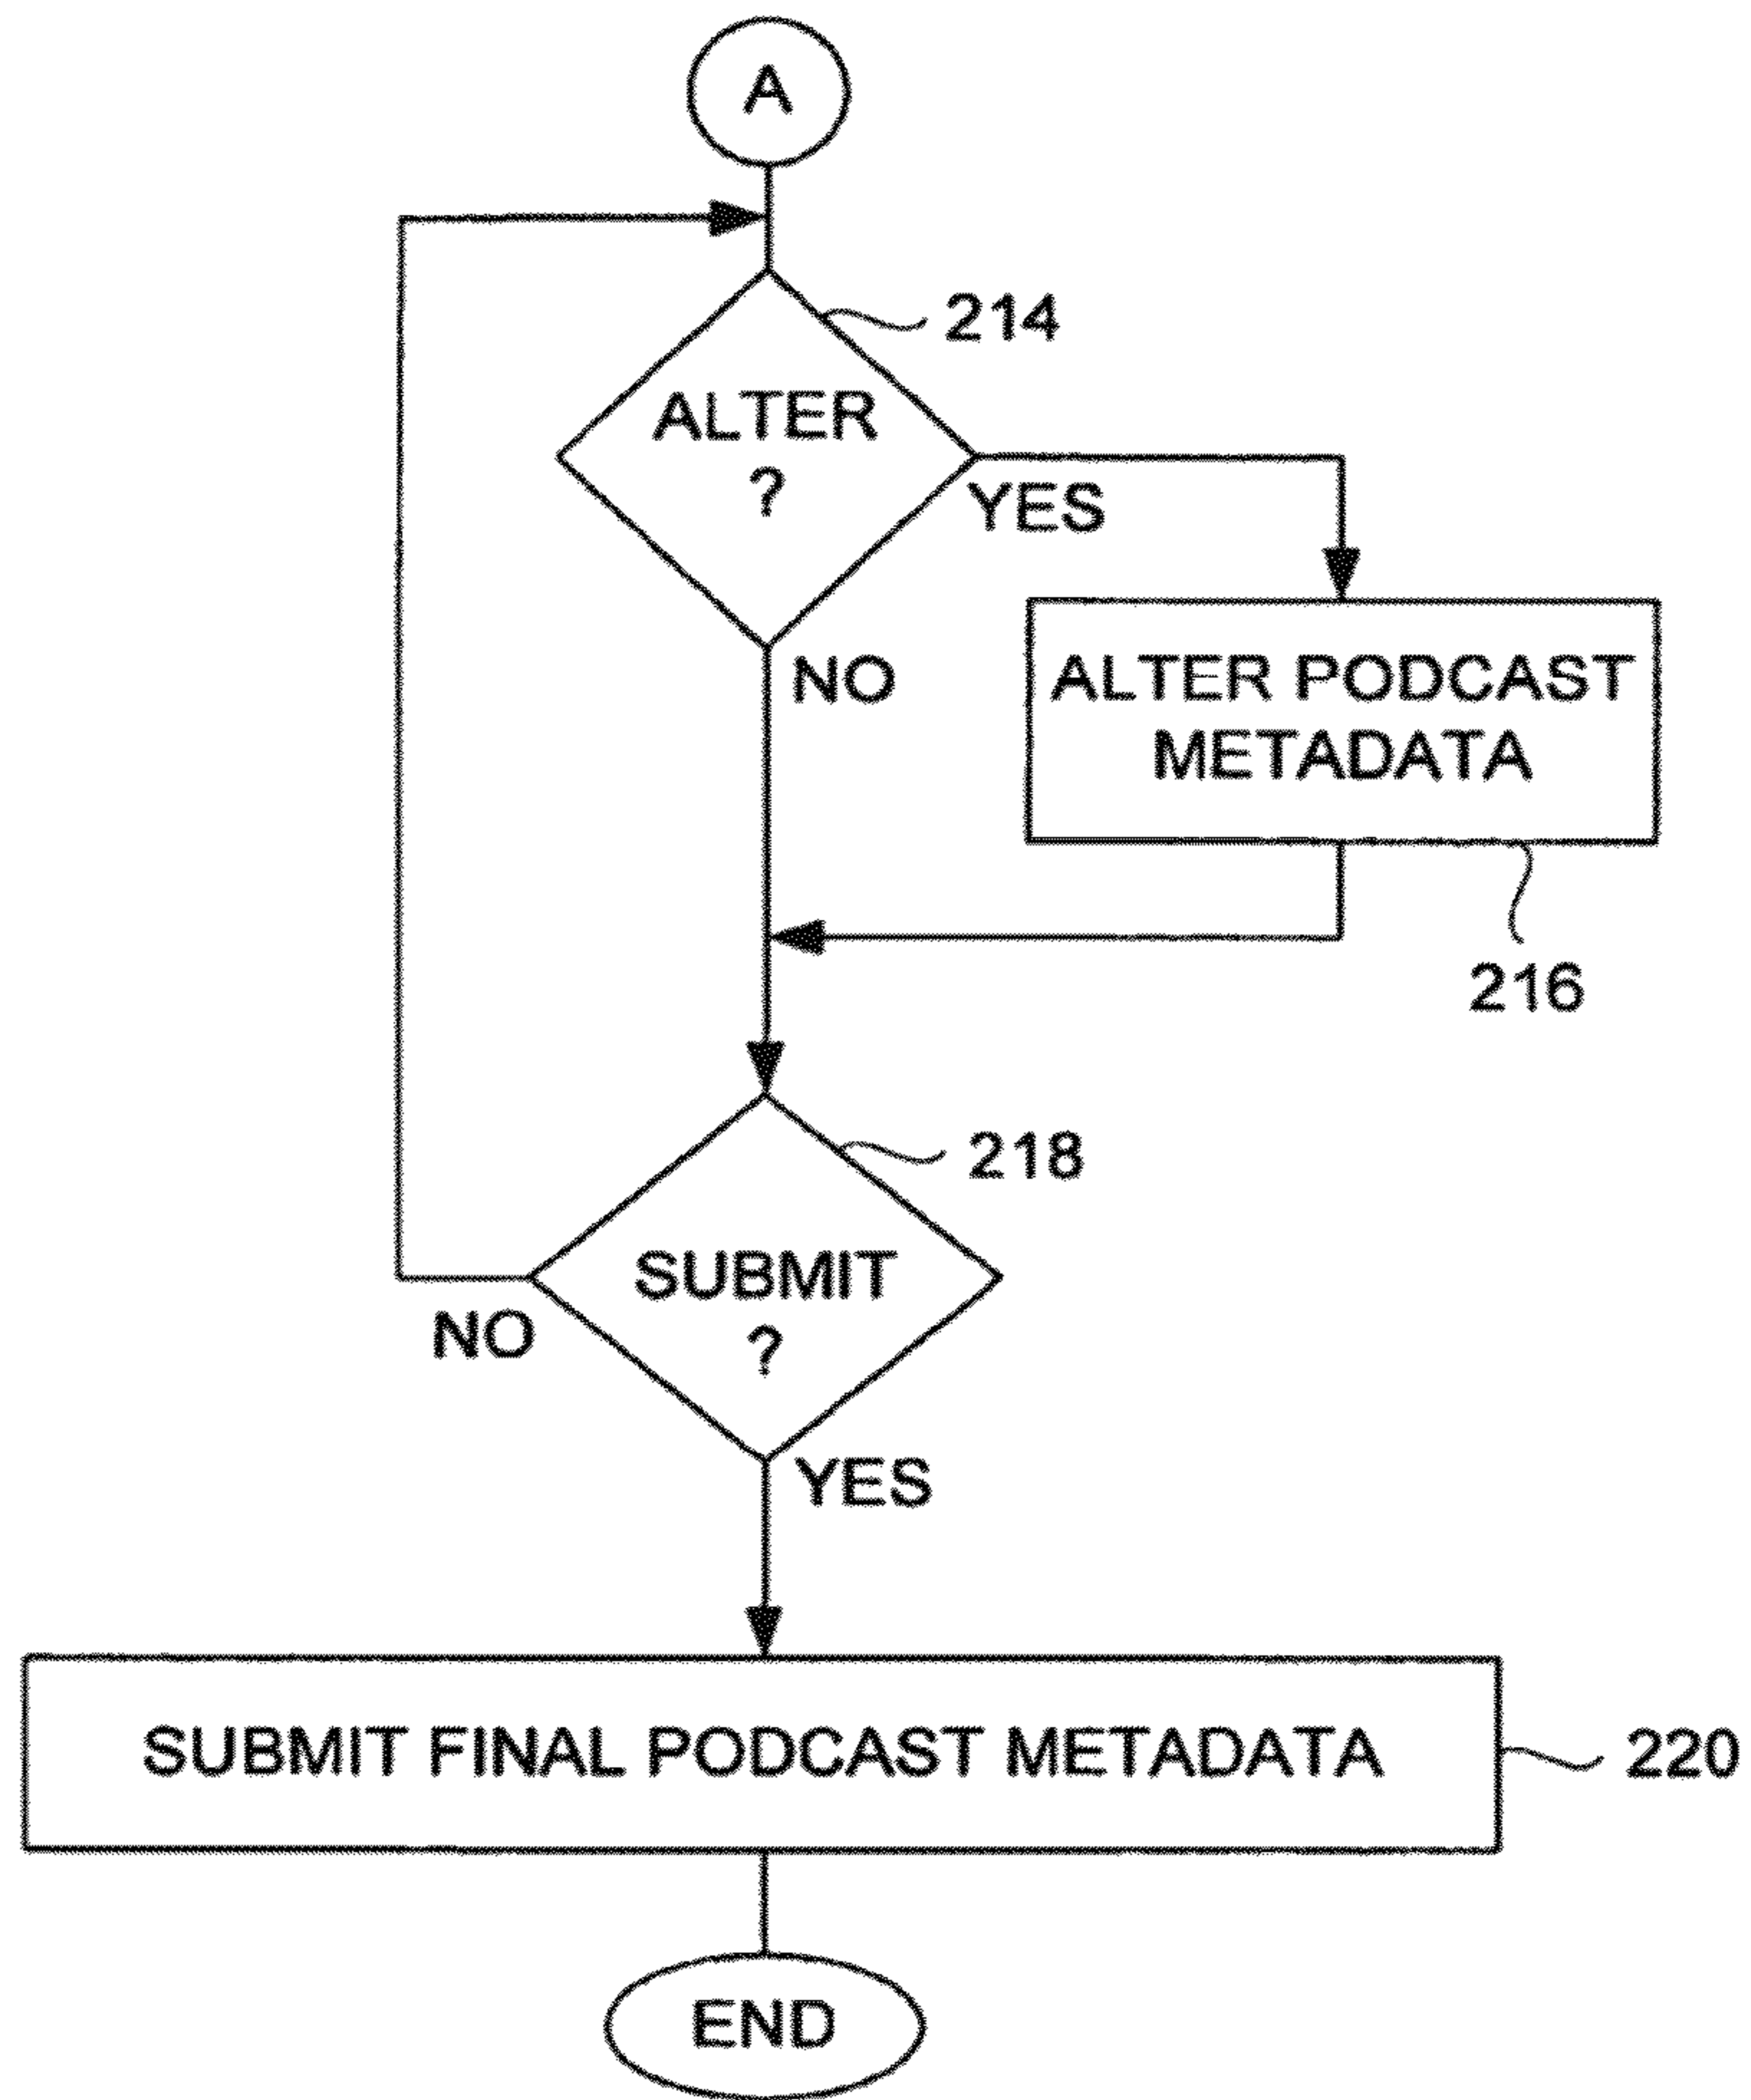 A
214
ALTER
?
YES
NO
ALTER PODCAST
METADATA
216
218
SUBMIT
?
NO
YES
SUBMIT FINAL PODCAST METADATA
220
END